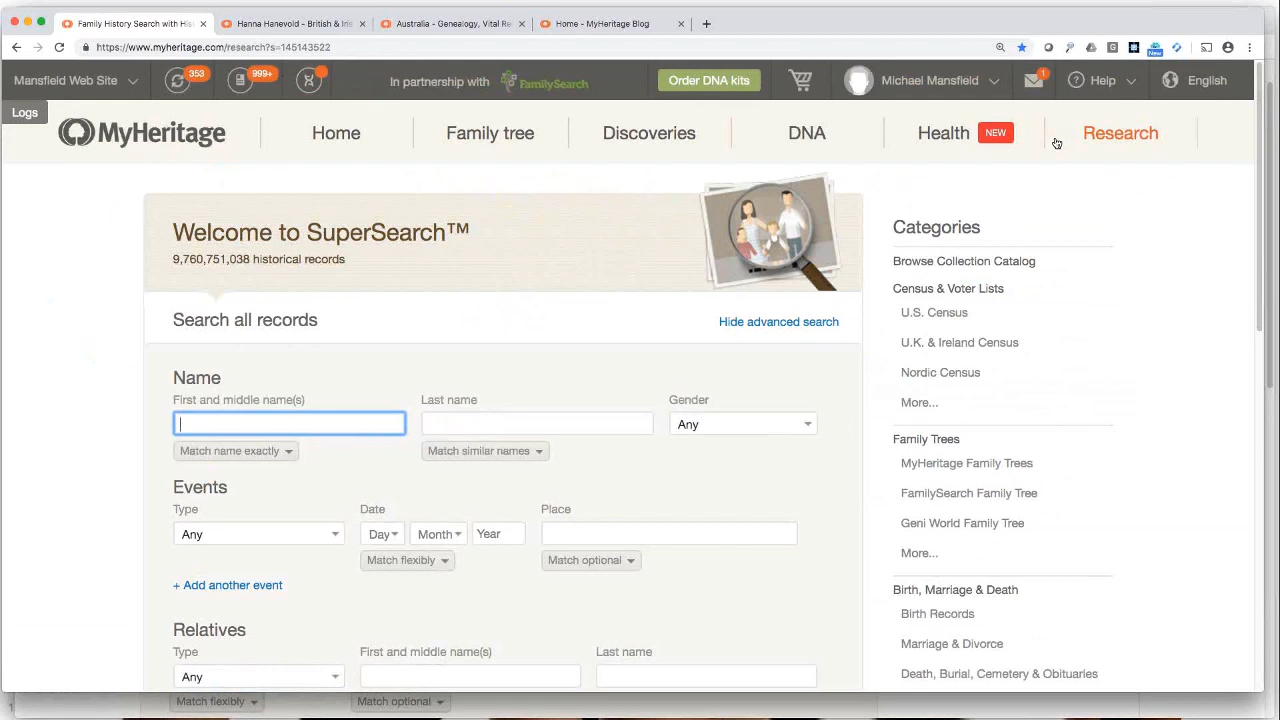 Family History Search with Hist
Hanna Hanevold - British & Iris
Australia - Genealogy, Vital Re
Home - MyHeritage Blog
https://www.myheritage.com/research?s=145143522
New
Mansfield Web Site
353
999+
In partnership with FamilySearch
Order DNA kits
Michael Mansfield
1
Help
English
Logs
MyHeritage
Home
Family tree
Discoveries
DNA
Health NEW
Research
Welcome to SuperSearch™
9,760,751,038 historical records
Search all records
Hide advanced search
Name
First and middle name(s)
Last name
Gender
Any
Match name exactly
Match similar names
Events
Type
Date
Place
Any
Day
Month
Year
Match flexibly
Match optional
+ Add another event
Relatives
Type
First and middle name(s)
Last name
Any
Match flexibly
Match optional
Categories
Browse Collection Catalog
Census & Voter Lists
U.S. Census
U.K. & Ireland Census
Nordic Census
More...
Family Trees
MyHeritage Family Trees
FamilySearch Family Tree
Geni World Family Tree
More...
Birth, Marriage & Death
Birth Records
Marriage & Divorce
Death, Burial, Cemetery & Obituaries